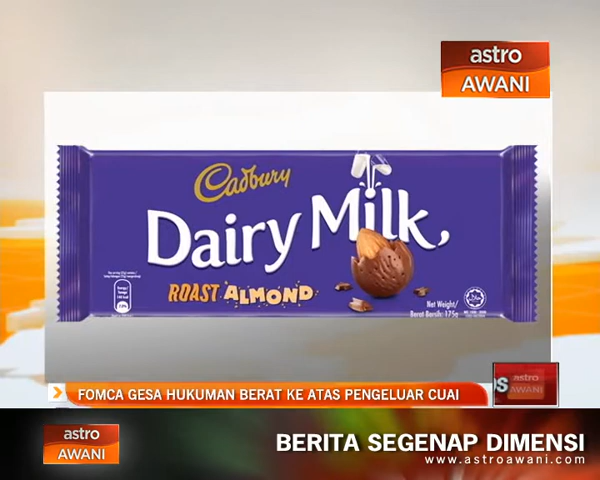 astro
AWANI
Cadbury
Dairy Milk
ROAST ALMOND
Net Weight/
Berat Bersih: 175g
FOMCA GESA HUKUMAN BERAT KE ATAS PENGELUAR CUAI
astro
AWANI
astro
AWANI
BERITA SEGENAP DIMENSI
www.astroawani.com